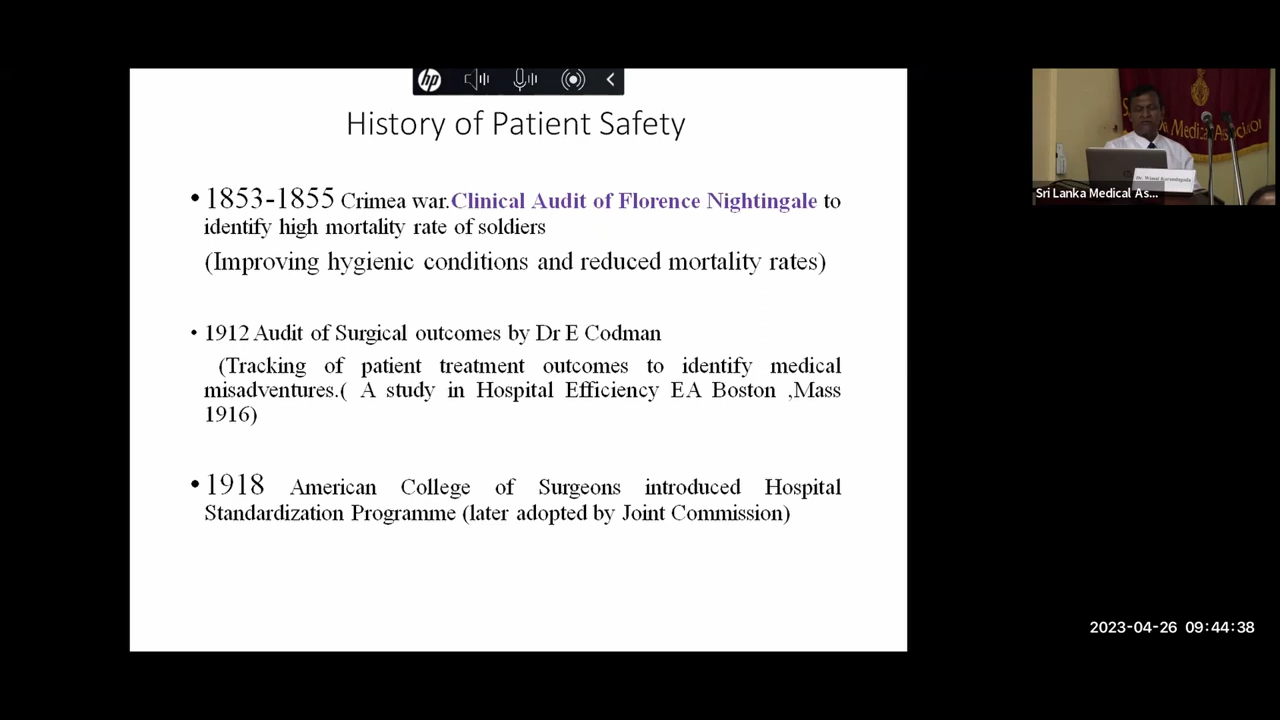 hp
History of Patient Safety
• 1853-1855 Crimea war.Clinical Audit of Florence Nightingale to
identify high mortality rate of soldiers
(Improving hygienic conditions and reduced mortality rates)
• 1912 Audit of Surgical outcomes by Dr E Codman
(Tracking of patient treatment outcomes to identify medical
misadventures.( A study in Hospital Efficiency EA Boston ,Mass
1916)
• 1918 American College of Surgeons introduced Hospital
Standardization Programme (later adopted by Joint Commission)
Medical Association
Sri Lanka Medical As...
2023-04-26 09:44:38